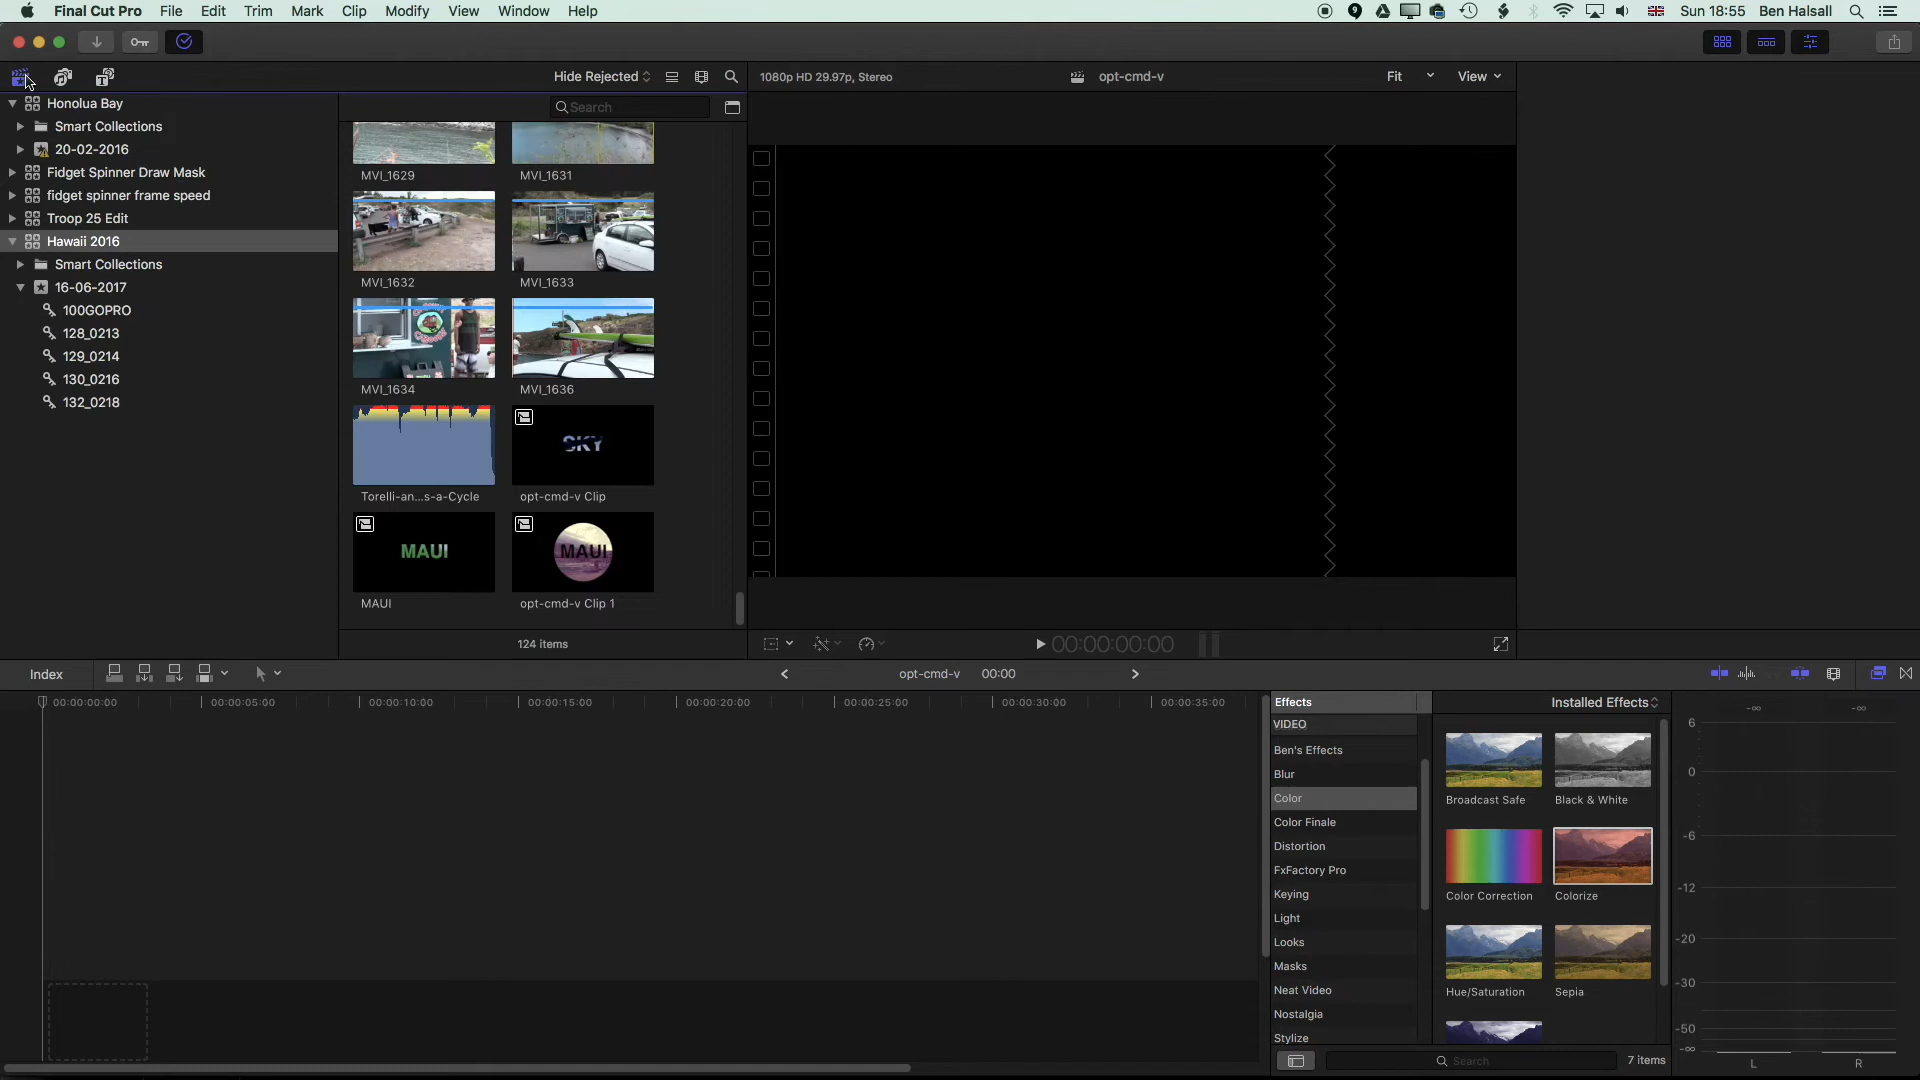 Final Cut Pro File Edit Trim Mark Clip Modify View Window Help
9 Sun 18:55 Ben Halsall
Hide Rejected
1080p HD 29.97p, Stereo
opt-cmd-v
Fit
View
Honolua Bay
Smart Collections
20-02-2016
Fidget Spinner Draw Mask
fidget spinner frame speed
Troop 25 Edit
Hawaii 2016
Smart Collections
16-06-2017
100GOPRO
128_0213
129_0214
130_0216
132_0218
Search
MVI_1629
MVI_1631
MVI_1632
MVI_1633
MVI_1634
MVI_1636
SKY
Torelli-an...s-a-Cycle
opt-cmd-v Clip
MAUI
MAUI
MAUI
opt-cmd-v Clip 1
124 items
00:00:00:00
Index
opt-cmd-v
00:00
00:00:00:00
00:00:05:00
00:00:10:00
00:00:15:00
00:00:20:00
00:00:25:00
00:00:30:00
00:00:35:00
Effects
Installed Effects
VIDEO
Ben's Effects
Blur
Color
Color Finale
Distortion
FxFactory Pro
Keying
Light
Looks
Masks
Neat Video
Nostalgia
Stylize
Broadcast Safe
Black & White
Color Correction
Colorize
Hue/Saturation
Sepia
Search
7 items
-∞ -∞
6
0
-6
-12
-20
-30
-50
-∞
L R